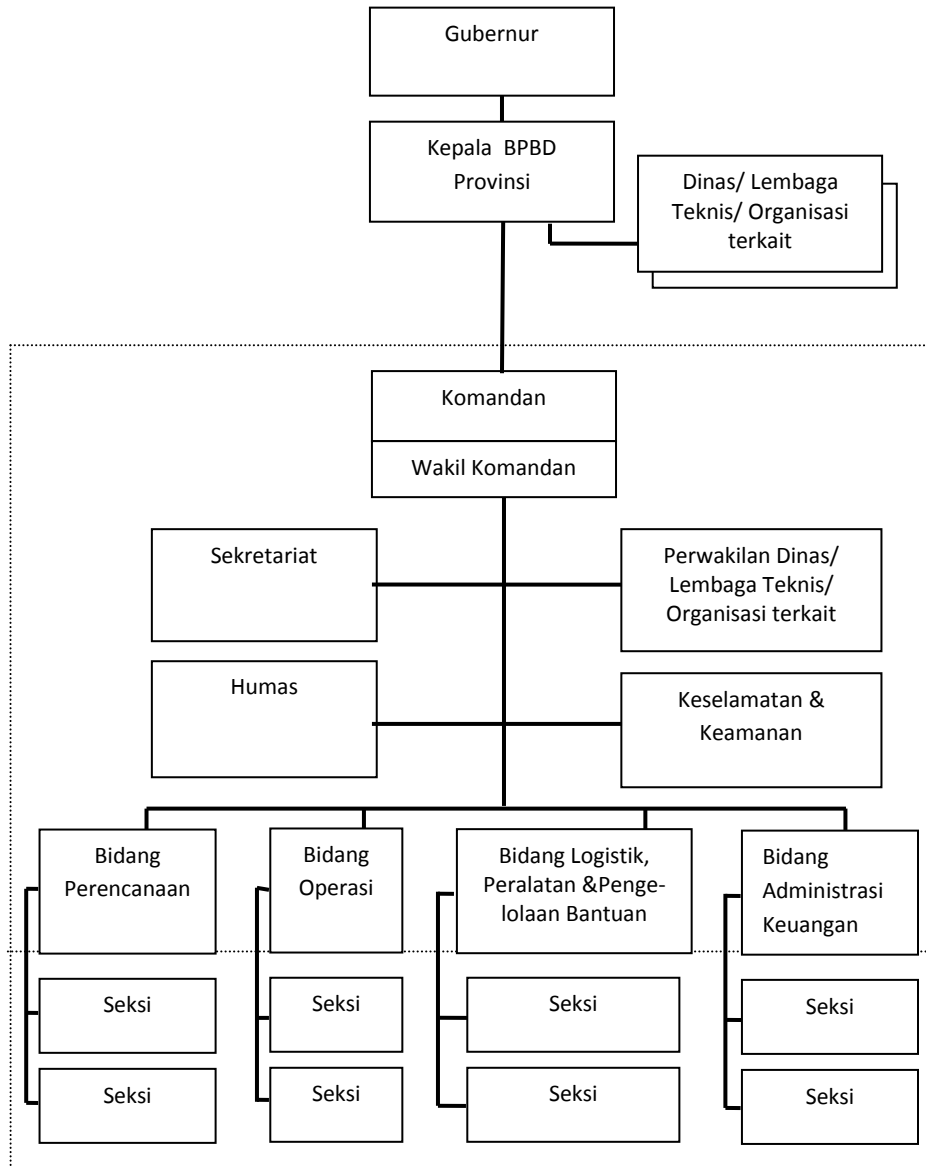 Gubernur
Kepala BPBD
Provinsi
Dinas/ Lembaga
Teknis/ Organisasi
terkait
Komandan
Wakil Komandan
Sekretariat
Perwakilan Dinas/
Lembaga Teknis/
Organisasi terkait
Humas
Keselamatan &
Keamanan
Bidang
Perencanaan
Bidang
Operasi
Bidang Logistik,
Peralatan &Penge-
lolaan Bantuan
Bidang
Administrasi
Keuangan
Seksi
Seksi
Seksi
Seksi
Seksi
Seksi
Seksi
Seksi